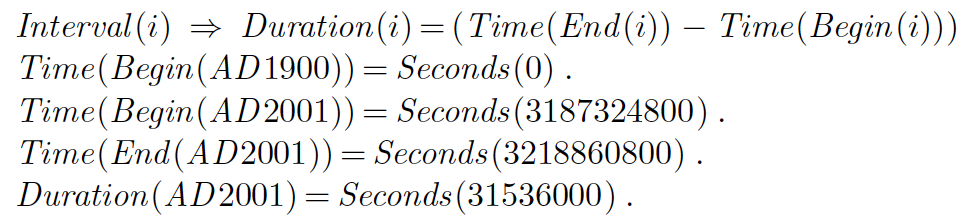 Interval(i) ⇒ Duration(i) = (Time(End(i)) − Time(Begin(i)))
Time(Begin(AD1900)) = Seconds(0) .
Time(Begin(AD2001)) = Seconds(3187324800) .
Time(End(AD2001)) = Seconds(3218860800) .
Duration(AD2001) = Seconds(31536000) .